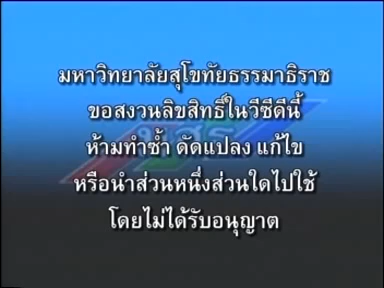 มหาวิทยาลัยสุโขทัยธรรมาธิราช
ขอสงวนลิขสิทธิ์ในวีซีดีนี้
ห้ามทำซ้ำ ดัดแปลง แก้ไข
หรือนำส่วนหนึ่งส่วนใดไปใช้
โดยไม่ได้รับอนุญาต